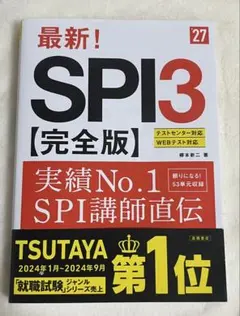 '27
最新!
SPI3
【完全版】
テストセンター対応
WEBテスト対応
柳本新二 著
実績No.1
SPI講師直伝
頼りになる!
53単元収録
TSUTAYA
2024年1月~2024年9月
「就職試験」ジャンル
シリーズ売上
第1位
高橋書店